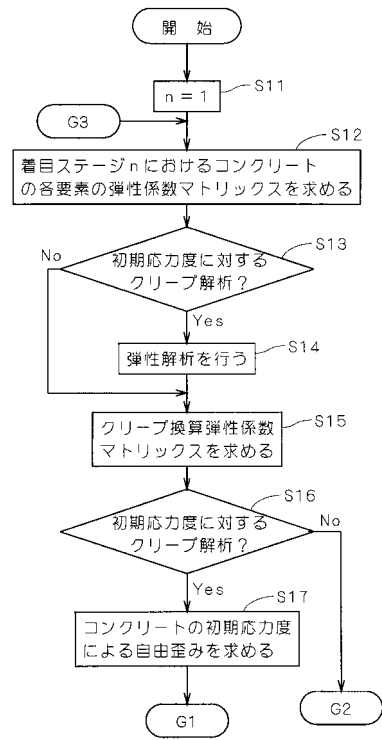 開 始
n = 1
S11
G3
S12
着目ステージnにおけるコンクリート
の各要素の弾性係数マトリックスを求める
S13
初期応力度に対する
クリープ解析?
No
Yes
S14
弾性解析を行う
S15
クリープ換算弾性係数
マトリックスを求める
S16
初期応力度に対する
クリープ解析?
No
Yes
S17
コンクリートの初期応力度
による自由歪みを求める
G1
G2